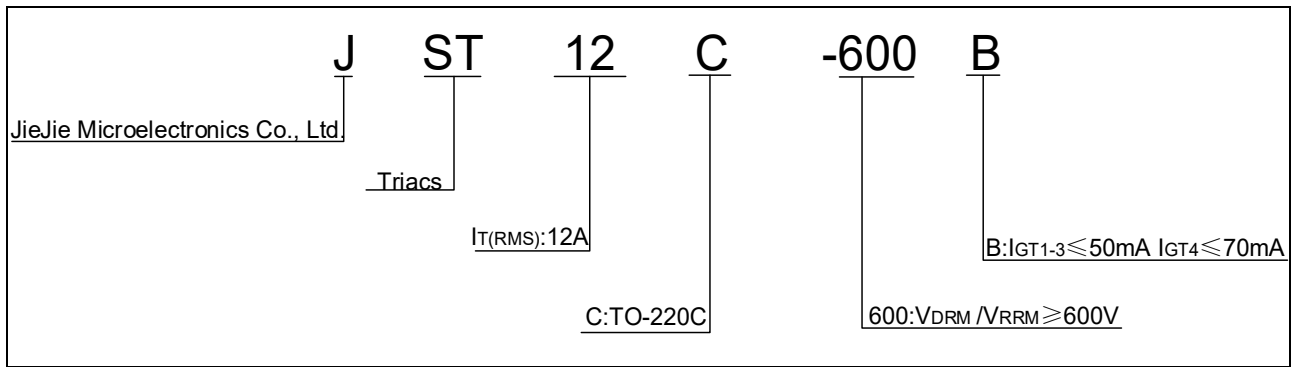 J ST 12 C -600 B
JieJie Microelectronics Co., Ltd.
Triacs
IT(RMS):12A
B:IGT1-3≤50mA IGT4≤70mA
C:TO-220C
600:VDRM /VRRM≥600V